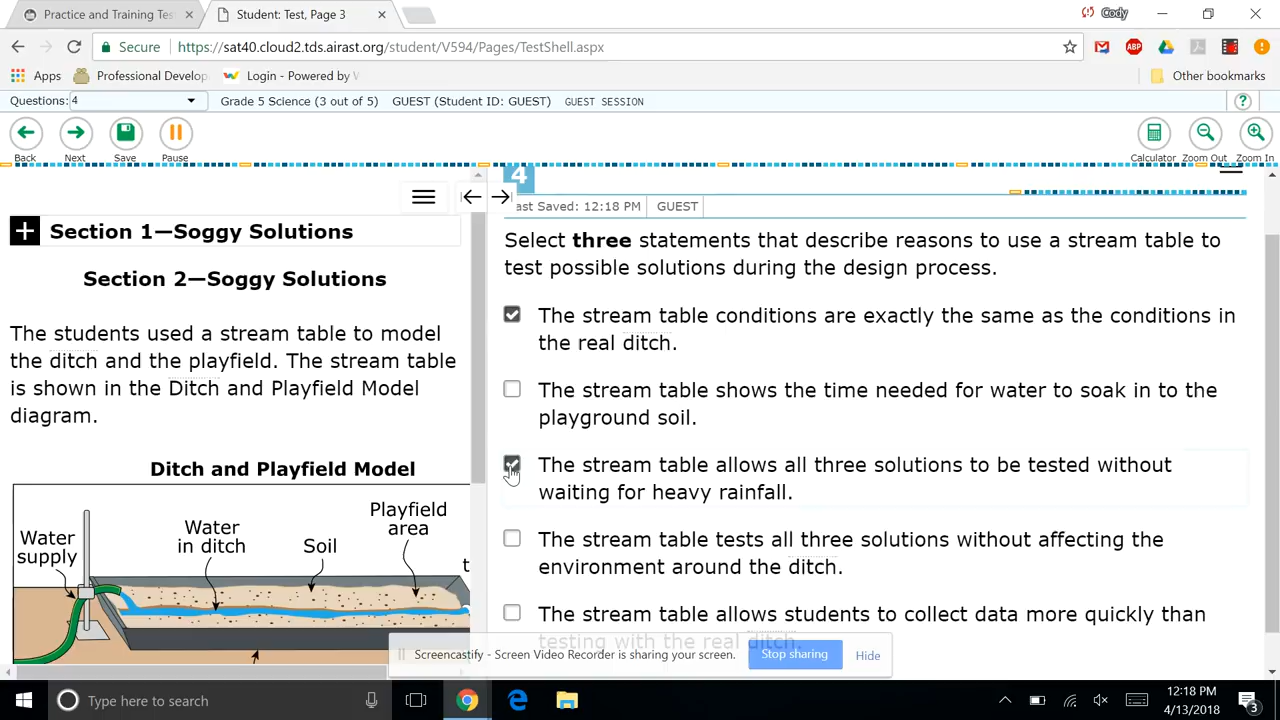 Practice and Training Tes
Student: Test, Page 3
Cody
Secure
https://sat40.cloud2.tds.airast.org/student/V594/Pages/TestShell.aspx
ABP
Apps
Professional Develop
Login - Powered by
Other bookmarks
Questions: 4
Grade 5 Science (3 out of 5)
GUEST (Student ID: GUEST)
GUEST SESSION
Back
Next
Save
Pause
Calculator
Zoom Out
Zoom In
Section 1—Soggy Solutions
Section 2—Soggy Solutions
The students used a stream table to model
the ditch and the playfield. The stream table
is shown in the Ditch and Playfield Model
diagram.
Ditch and Playfield Model
Water
supply
Water
in ditch
Soil
Playfield
area
t
4
ast Saved: 12:18 PM
GUEST
Select three statements that describe reasons to use a stream table to
test possible solutions during the design process.
The stream table conditions are exactly the same as the conditions in
the real ditch.
The stream table shows the time needed for water to soak in to the
playground soil.
The stream table allows all three solutions to be tested without
waiting for heavy rainfall.
The stream table tests all three solutions without affecting the
environment around the ditch.
The stream table allows students to collect data more quickly than
testing with the real ditch.
Screencastify - Screen Video Recorder is sharing your screen.
Stop sharing
Hide
Type here to search
12:18 PM
4/13/2018
3